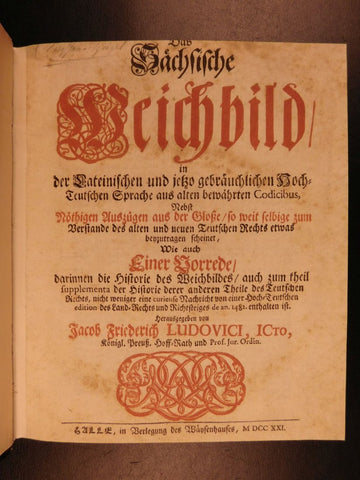 Das
Sächsische
Weichbild/
in
der Lateinischen und jetzo gebräuchlichen Hoch-
Teutschen Sprache aus alten bewährten Codicibus,
Nebst
Nöthigen Auszügen aus der Gloße/ so weit selbige zum
Verstande des alten und neuen Teutschen Rechts etwas
beyzutragen scheinet,
Wie auch
Einer Vorrede/
darinnen die Historie des Weichbildes/ auch zum theil
supplementa der Historie derer anderen Theile des Teutschen
Rechts, nicht weniger eine curieuse Nachricht von einer Hoch/Teutschen
edition des Land-Rechts und Richtsteiges de an. 1482. enthalten ist.
Herausgegeben von
Jacob Friederich LUDOVICI, ICTO,
Königl. Preuß. Hoff-Rath und Prof. Jur. Ordin.
HALLE, in Verlegung des Wäysenhauses, M DCC XXI.